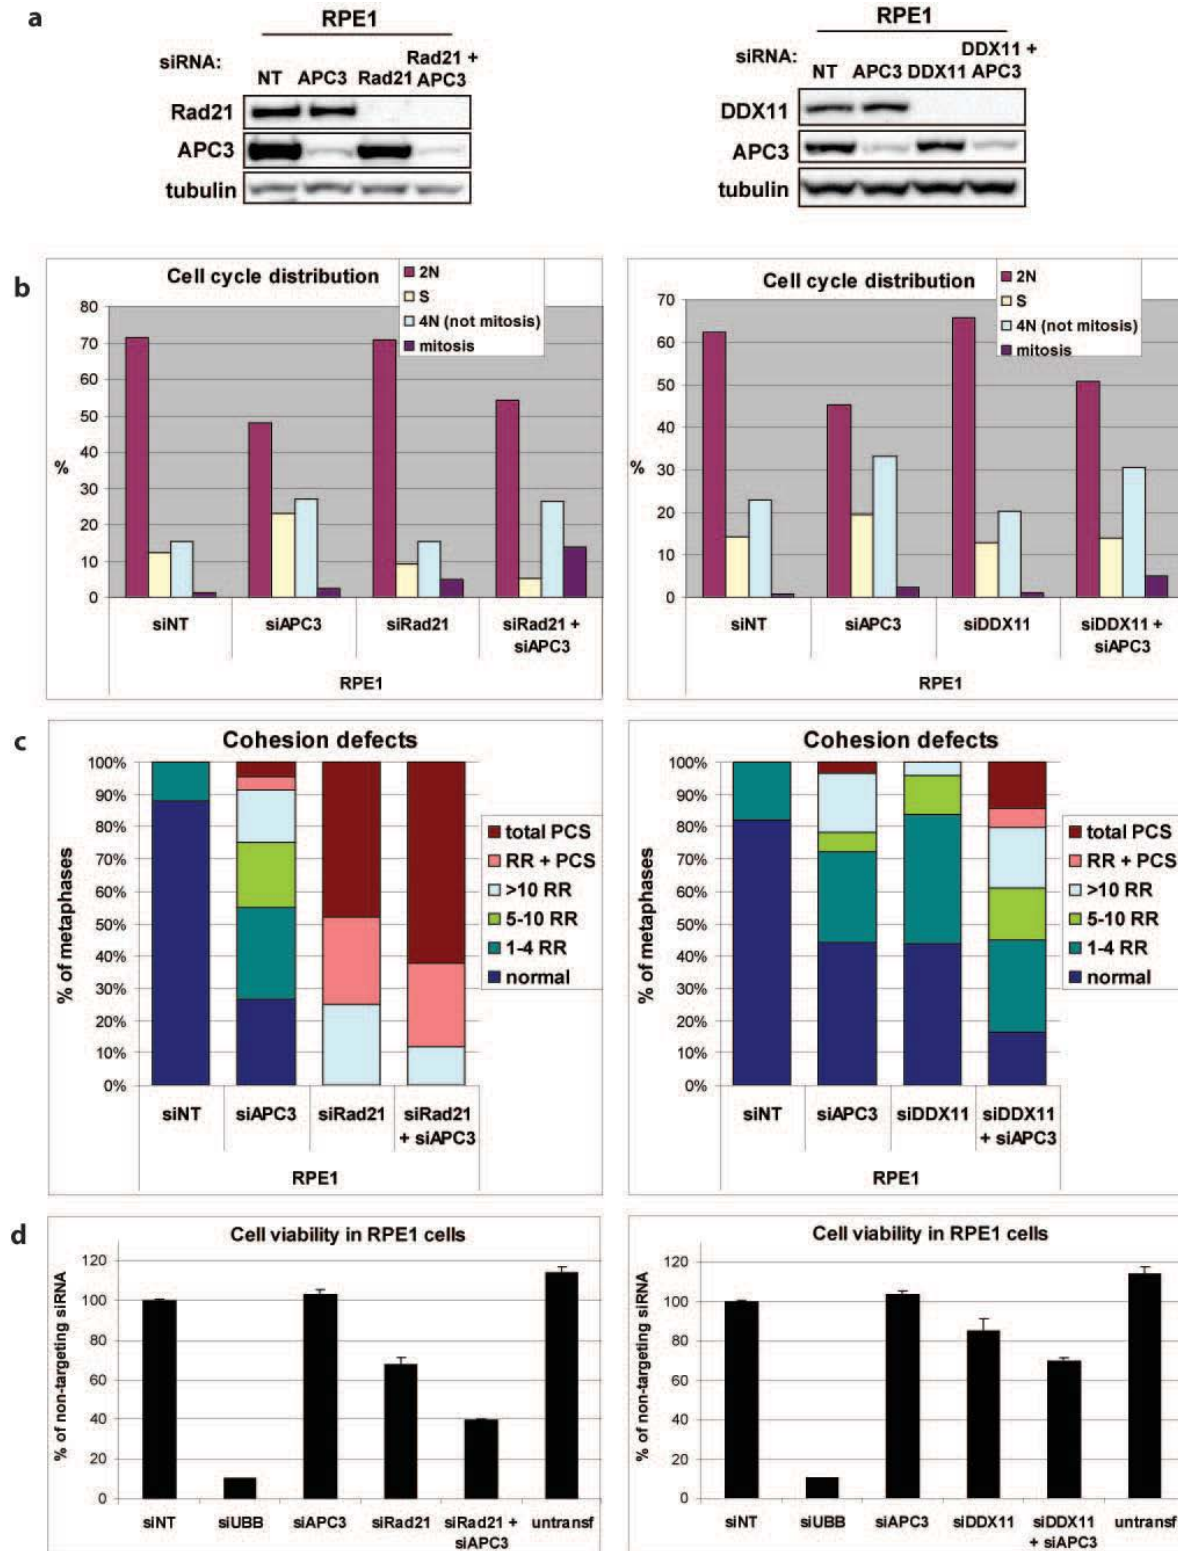 a
RPE1
siRNA:
NT APC3 Rad21 Rad21 + APC3
Rad21
APC3
tubulin
RPE1
siRNA:
NT APC3 DDX11 DDX11 + APC3
DDX11
APC3
tubulin
b
Cell cycle distribution
2N
S
4N (not mitosis)
mitosis
80
70
60
50
40
30
20
10
0
%
siNT siAPC3 siRad21 siRad21 +
siAPC3
RPE1
Cell cycle distribution
2N
S
4N (not mitosis)
mitosis
70
60
50
40
30
20
10
0
%
siNT siAPC3 siDDX11 siDDX11 +
siAPC3
RPE1
c
Cohesion defects
100%
90%
80%
70%
60%
50%
40%
30%
20%
10%
0%
% of metaphases
total PCS
RR + PCS
>10 RR
5-10 RR
1-4 RR
normal
siNT siAPC3 siRad21 siRad21
+ siAPC3
RPE1
Cohesion defects
100%
90%
80%
70%
60%
50%
40%
30%
20%
10%
0%
% of metaphases
total PCS
RR + PCS
>10 RR
5-10 RR
1-4 RR
normal
siNT siAPC3 siDDX11 siDDX11
+ siAPC3
RPE1
d
Cell viability in RPE1 cells
% of non-targeting siRNA
120
100
80
60
40
20
0
siNT siUBB siAPC3 siRad21 siRad21 + untransf
siAPC3
Cell viability in RPE1 cells
% of non-targeting siRNA
120
100
80
60
40
20
0
siNT siUBB siAPC3 siDDX11 siDDX11 untransf
+ siAPC3